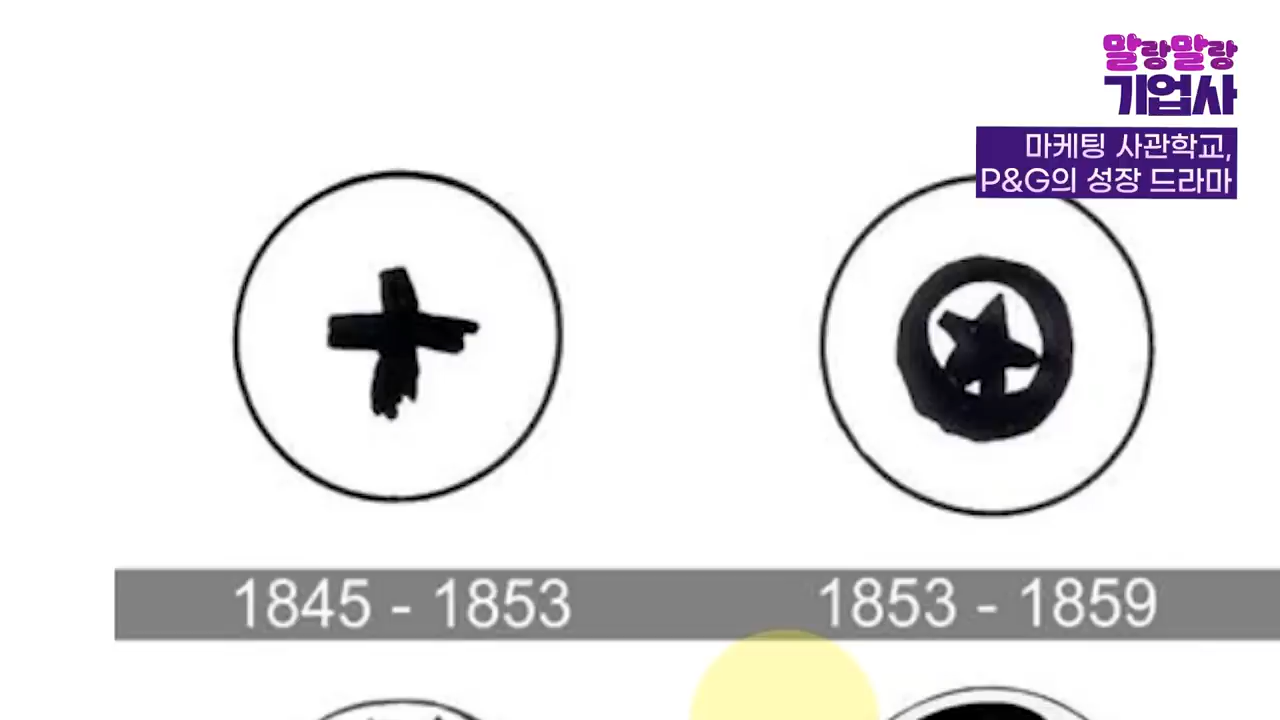 말랑말랑
기업사
마케팅 사관학교,
P&G의 성장 드라마
1845 - 1853
1853 - 1859